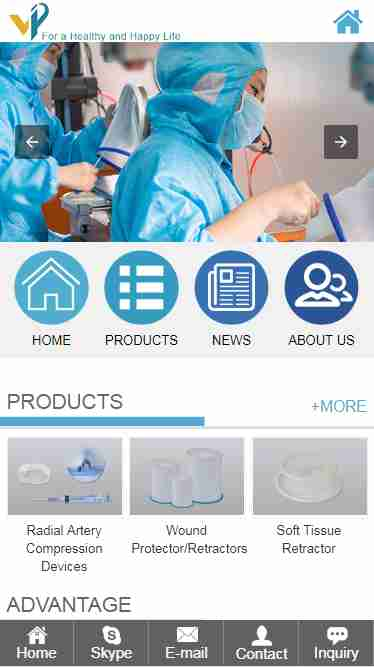 VIP
For a Healthy and Happy Life
HOME
PRODUCTS
NEWS
ABOUT US
PRODUCTS
+MORE
Radial Artery
Compression
Devices
Wound
Protector/Retractors
Soft Tissue
Retractor
ADVANTAGE
Home
Skype
E-mail
Contact
Inquiry